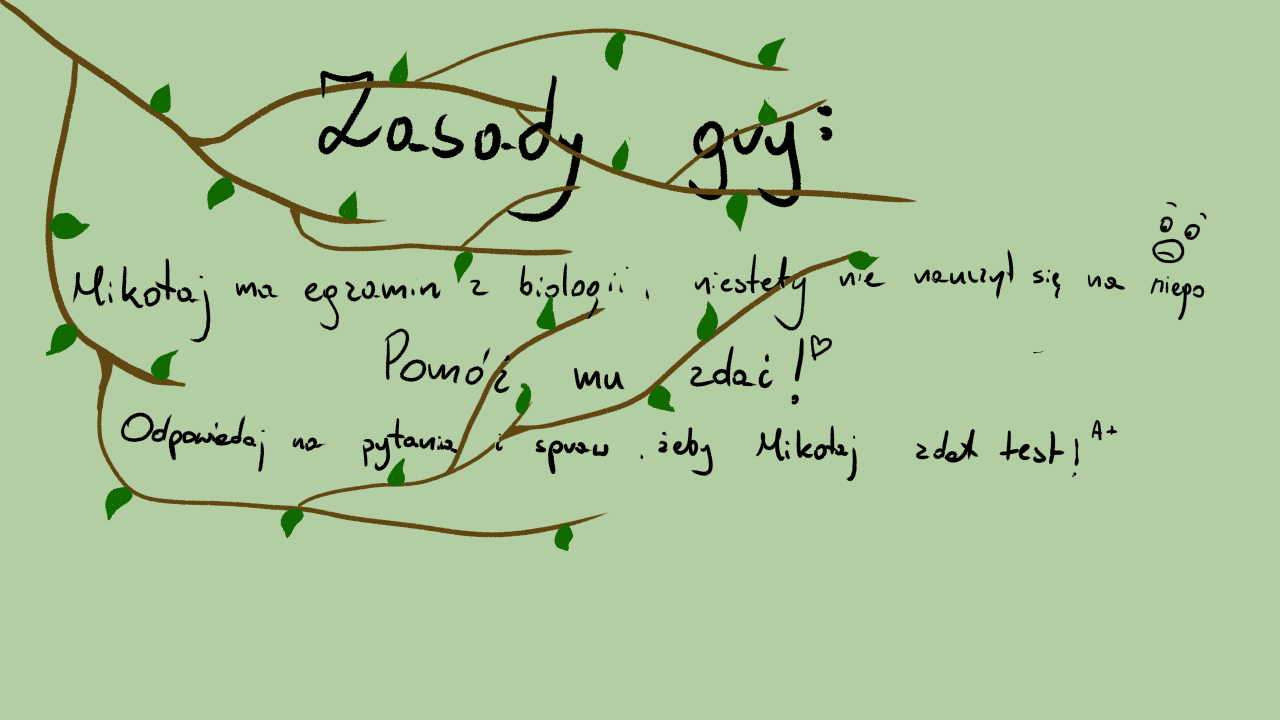 Zasady gry:
Mikołaj ma egzamin z biologii, niestety nie nauczył się na niego
Pomóż mu zdać!
Odpowiadaj na pytania i spraw, żeby Mikołaj zdał test! A+